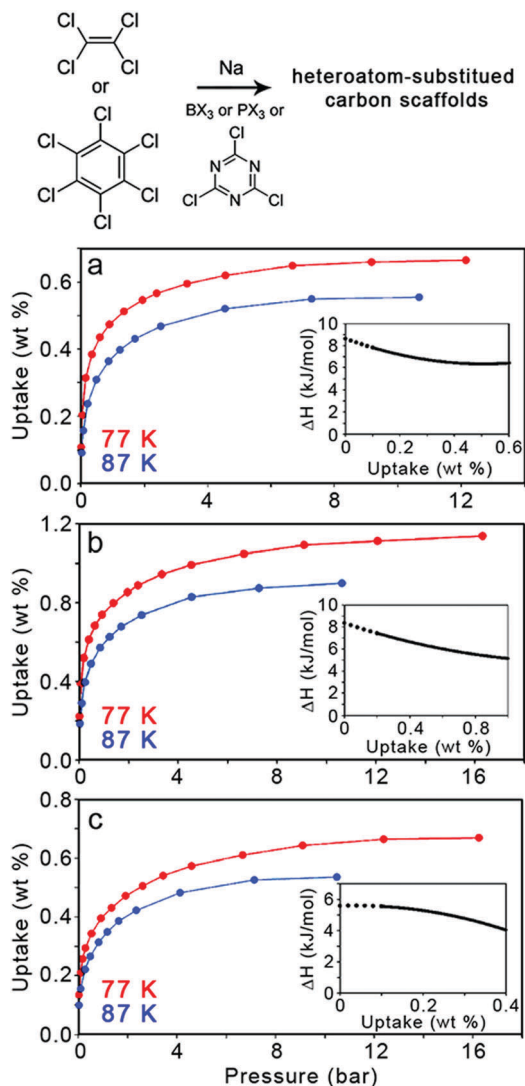 Cl Cl
Cl Cl
or
Na
BX3 or PX3 or
heteroatom-substitued
carbon scaffolds
Cl
Cl Cl
Cl Cl
Cl
Cl
N N
Cl N Cl
a
Uptake (wt %)
0.6
0.4
0.2
0.0
77 K
87 K
0 4 8 12
ΔH (kJ/mol)
10
8
6
4
2
0
0 0.2 0.4 0.6
Uptake (wt %)
b
Uptake (wt %)
1.2
0.8
0.4
0.0
77 K
87 K
0 4 8 12 16
ΔH (kJ/mol)
10
8
6
4
2
0
0 0.4 0.8
Uptake (wt %)
c
Uptake (wt %)
0.8
0.6
0.4
0.2
0.0
77 K
87 K
0 4 8 12 16
Pressure (bar)
ΔH (kJ/mol)
6
4
2
0
0 0.2 0.4
Uptake (wt %)